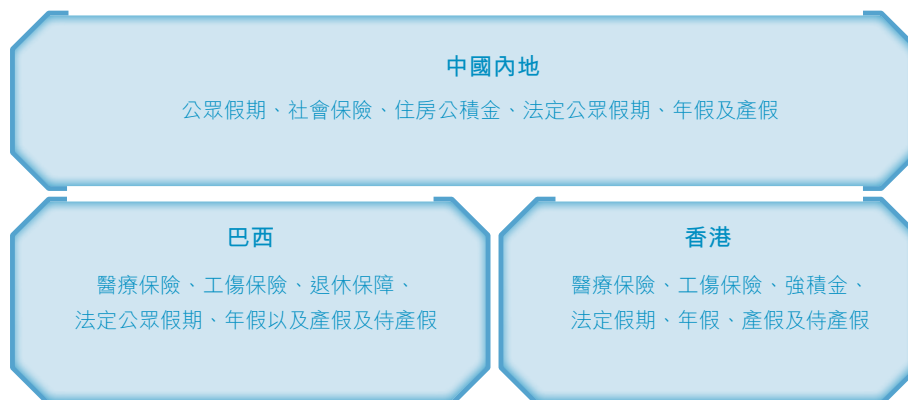 中國內地
公眾假期、社會保險、住房公積金、法定公眾假期、年假及產假
巴西
醫療保險、工傷保險、退休保障、
法定公眾假期、年假以及產假及侍產假
香港
醫療保險、工傷保險、強積金、
法定假期、年假、產假及侍產假